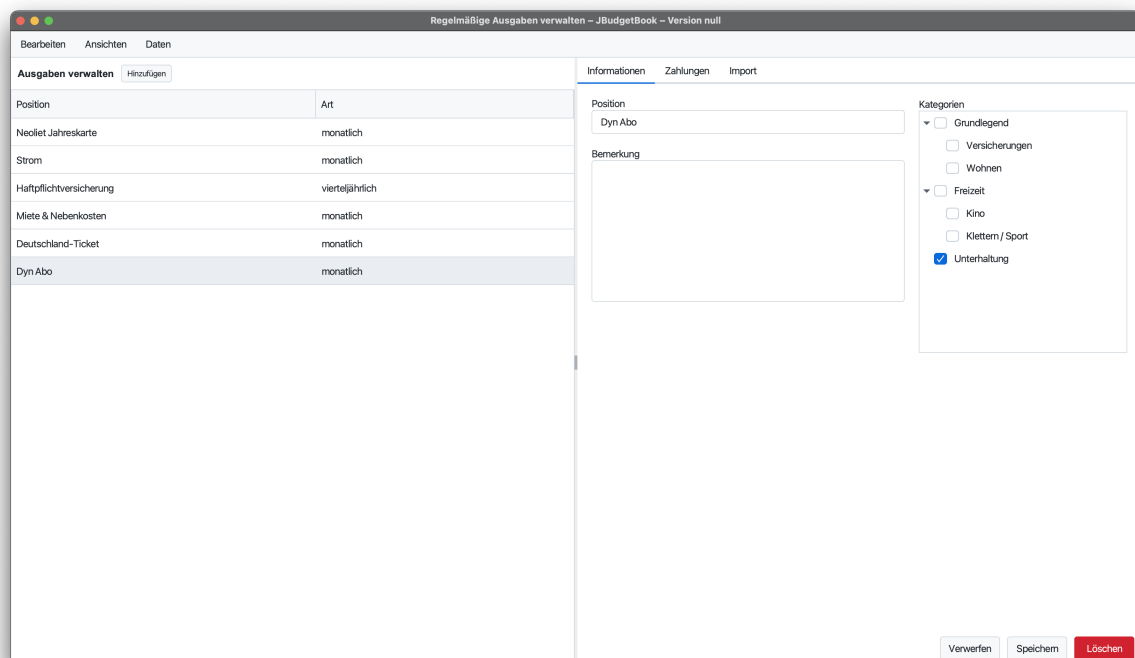 Regelmäßige Ausgaben verwalten – JBudgetBook – Version null
Bearbeiten Ansichten Daten
Ausgaben verwalten Hinzufügen
Position Art
Neoliet Jahreskarte monatlich
Strom monatlich
Haftpflichtversicherung vierteljährlich
Miete & Nebenkosten monatlich
Deutschland-Ticket monatlich
Dyn Abo monatlich
Informationen Zahlungen Import
Position
Dyn Abo
Bemerkung
Kategorien
Grundlegend
Versicherungen
Wohnen
Freizeit
Kino
Klettern / Sport
Unterhaltung
Verwerfen Speichern Löschen